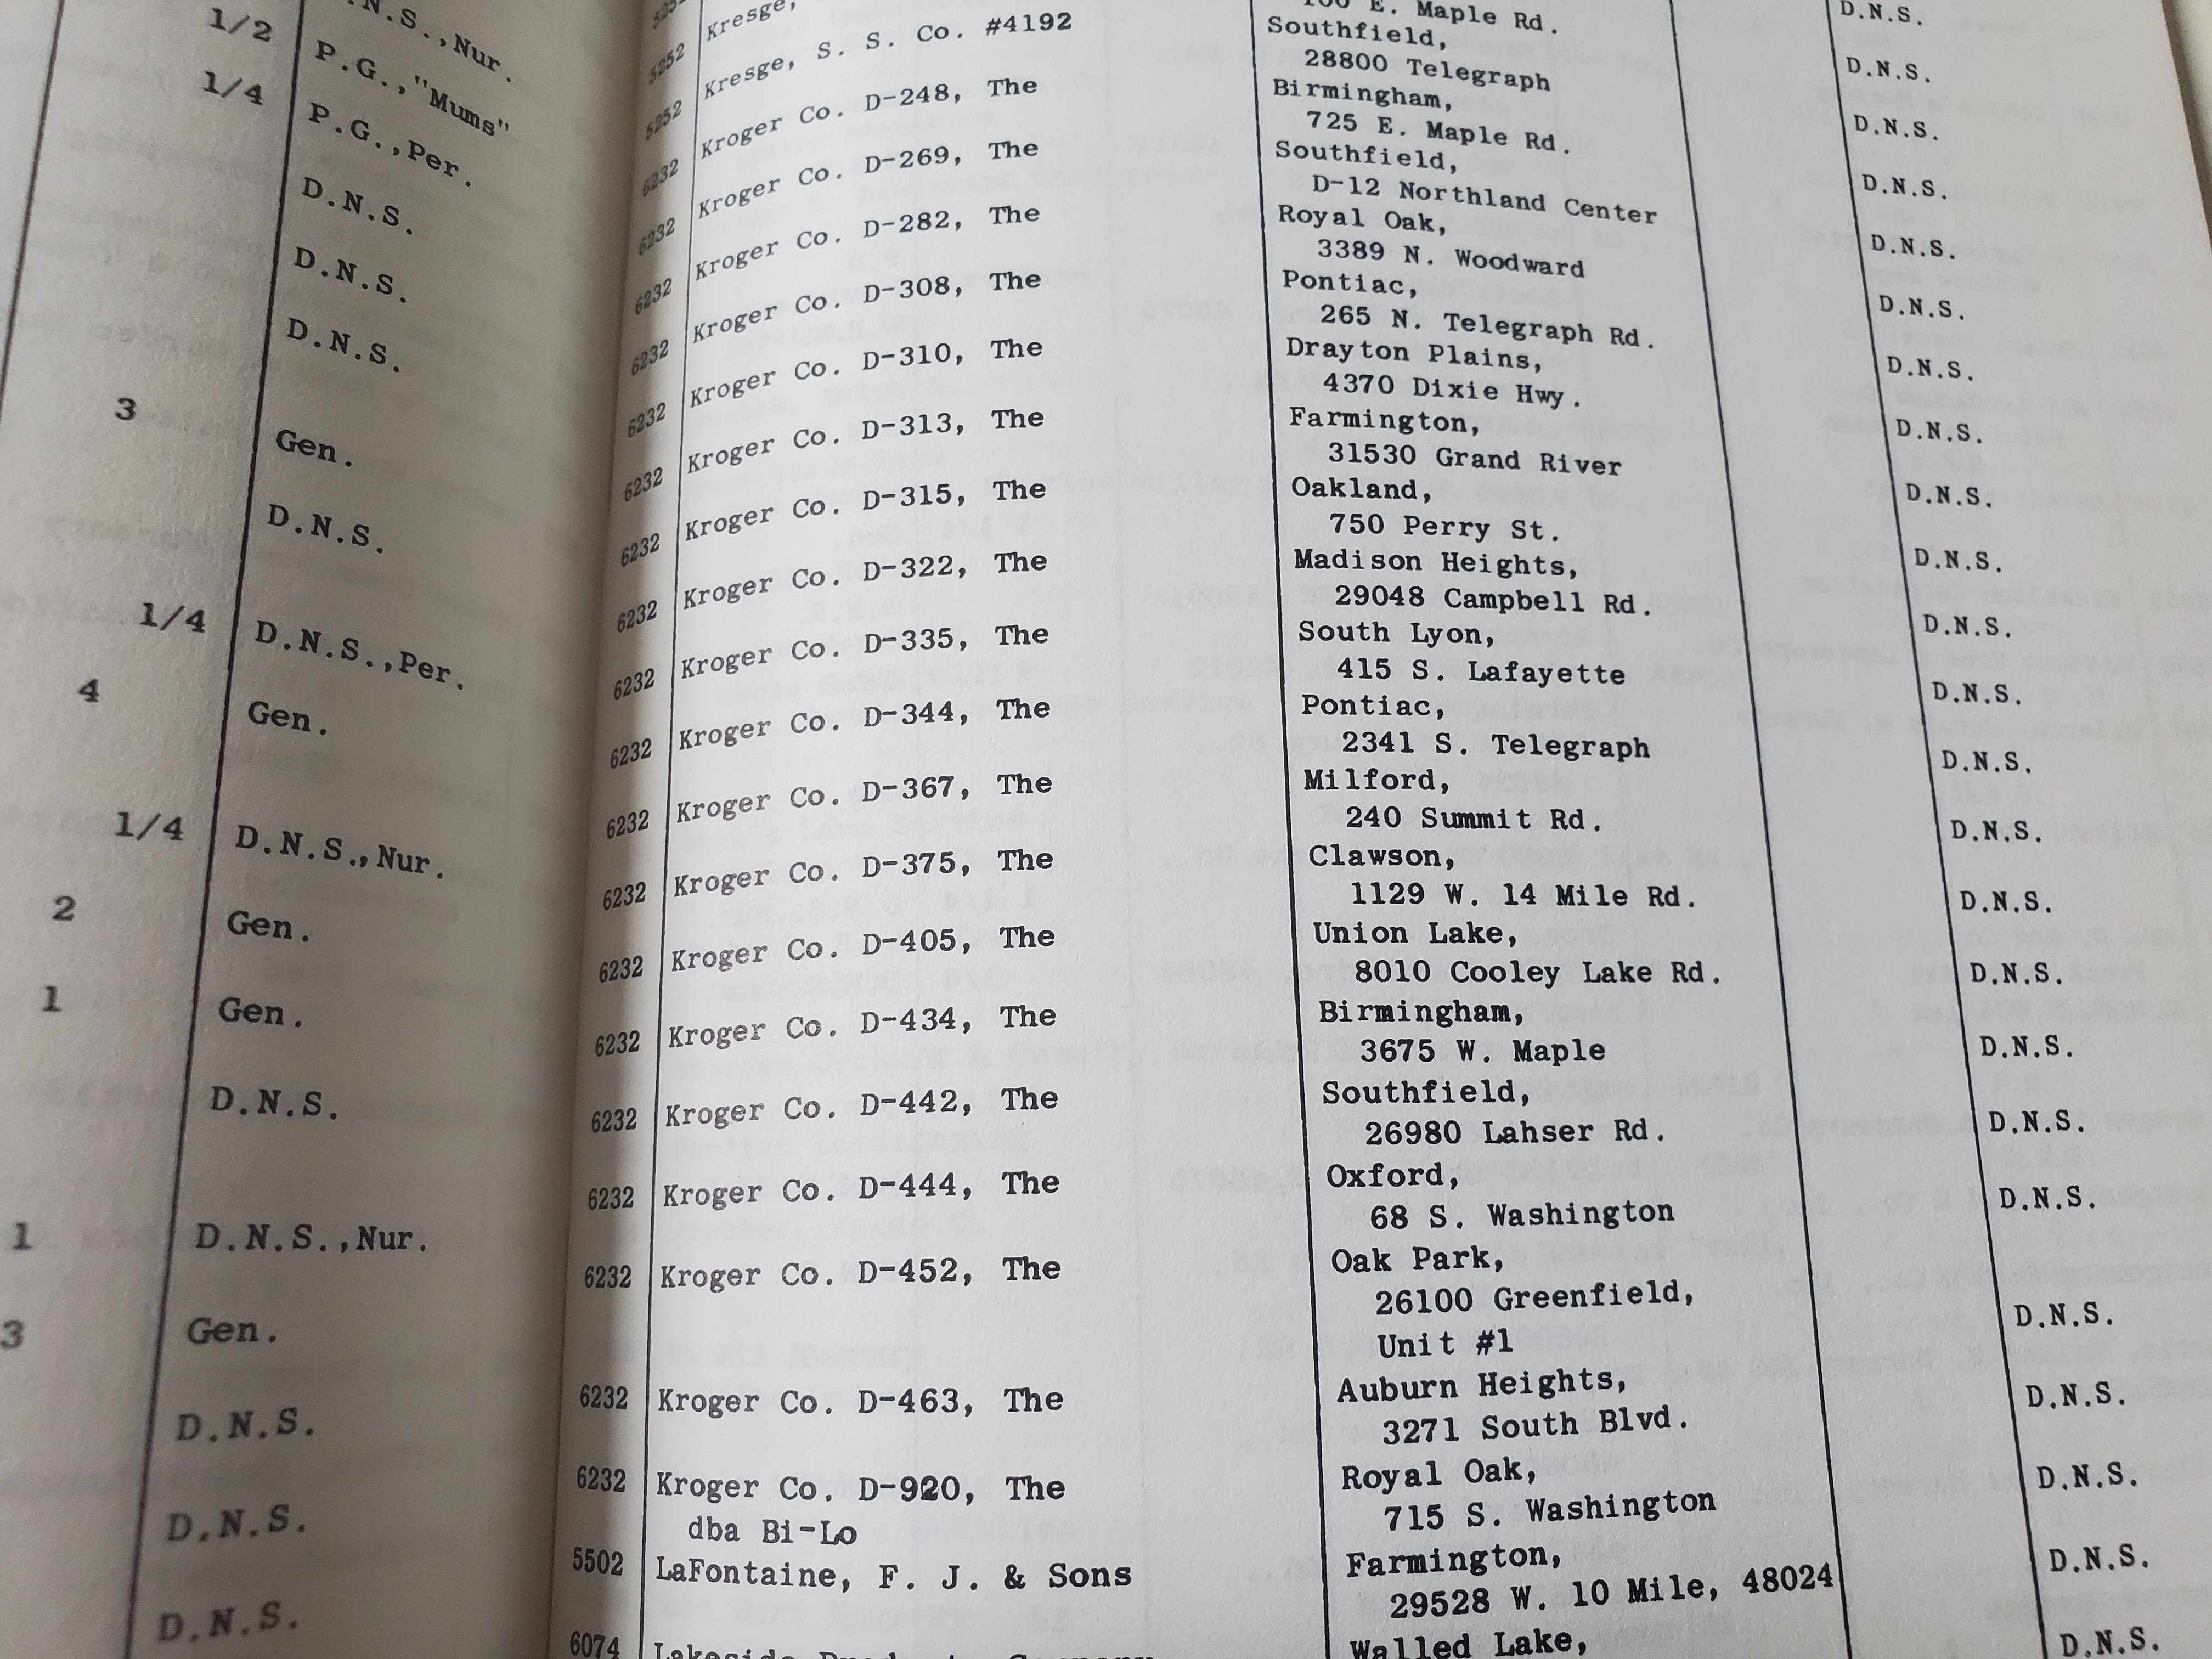 D.N.S.,Nur.
1/2 P.G.,"Mums"
1/4 P.G.,Per.
D.N.S.
D.N.S.
D.N.S.
3 Gen.
D.N.S.
1/4 D.N.S.,Per.
4 Gen.
1/4 D.N.S.,Nur.
2 Gen.
1 Gen.
D.N.S.
1 D.N.S.,Nur.
3 Gen.
D.N.S.
D.N.S.
D.N.S.
Kresge,
100 E. Maple Rd. D.N.S.
5252 Kresge, S. S. Co. #4192 Southfield,
28800 Telegraph D.N.S.
5252 Kroger Co. D-248, The Birmingham,
725 E. Maple Rd. D.N.S.
6232 Kroger Co. D-269, The Southfield,
D-12 Northland Center D.N.S.
6232 Kroger Co. D-282, The Royal Oak,
3389 N. Woodward D.N.S.
6232 Kroger Co. D-308, The Pontiac,
265 N. Telegraph Rd. D.N.S.
6232 Kroger Co. D-310, The Drayton Plains,
4370 Dixie Hwy. D.N.S.
6232 Kroger Co. D-313, The Farmington,
31530 Grand River D.N.S.
6232 Kroger Co. D-315, The Oakland,
750 Perry St. D.N.S.
6232 Kroger Co. D-322, The Madison Heights,
29048 Campbell Rd. D.N.S.
6232 Kroger Co. D-335, The South Lyon,
415 S. Lafayette D.N.S.
6232 Kroger Co. D-344, The Pontiac,
2341 S. Telegraph D.N.S.
6232 Kroger Co. D-367, The Milford,
240 Summit Rd. D.N.S.
6232 Kroger Co. D-375, The Clawson,
1129 W. 14 Mile Rd. D.N.S.
6232 Kroger Co. D-405, The Union Lake,
8010 Cooley Lake Rd. D.N.S.
6232 Kroger Co. D-434, The Birmingham,
3675 W. Maple D.N.S.
6232 Kroger Co. D-442, The Southfield,
26980 Lahser Rd. D.N.S.
6232 Kroger Co. D-444, The Oxford,
68 S. Washington D.N.S.
6232 Kroger Co. D-452, The Oak Park,
26100 Greenfield,
Unit #1 D.N.S.
6232 Kroger Co. D-463, The Auburn Heights,
3271 South Blvd. D.N.S.
6232 Kroger Co. D-920, The Royal Oak,
dba Bi-Lo 715 S. Washington D.N.S.
5502 LaFontaine, F. J. & Sons Farmington,
29528 W. 10 Mile, 48024 D.N.S.
6074 Lakeside Products Company Walled Lake,
D.N.S.